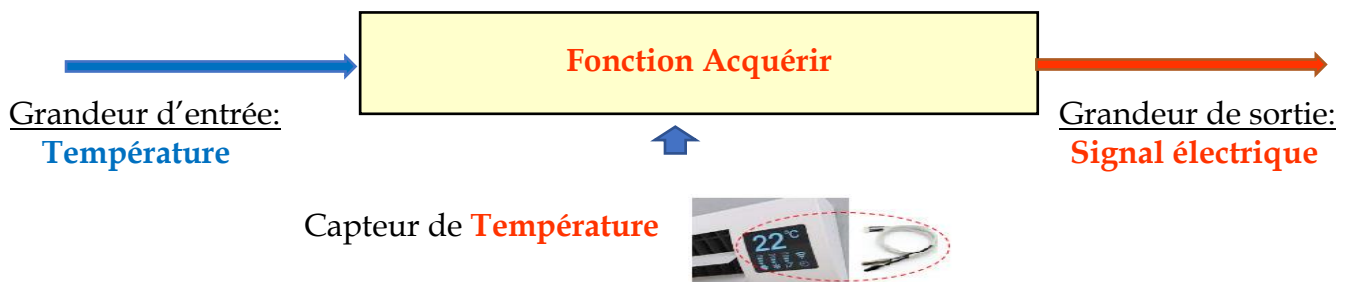 Fonction Acquérir
Grandeur d’entrée:
Température
Grandeur de sortie:
Signal électrique
Capteur de Température
22°C